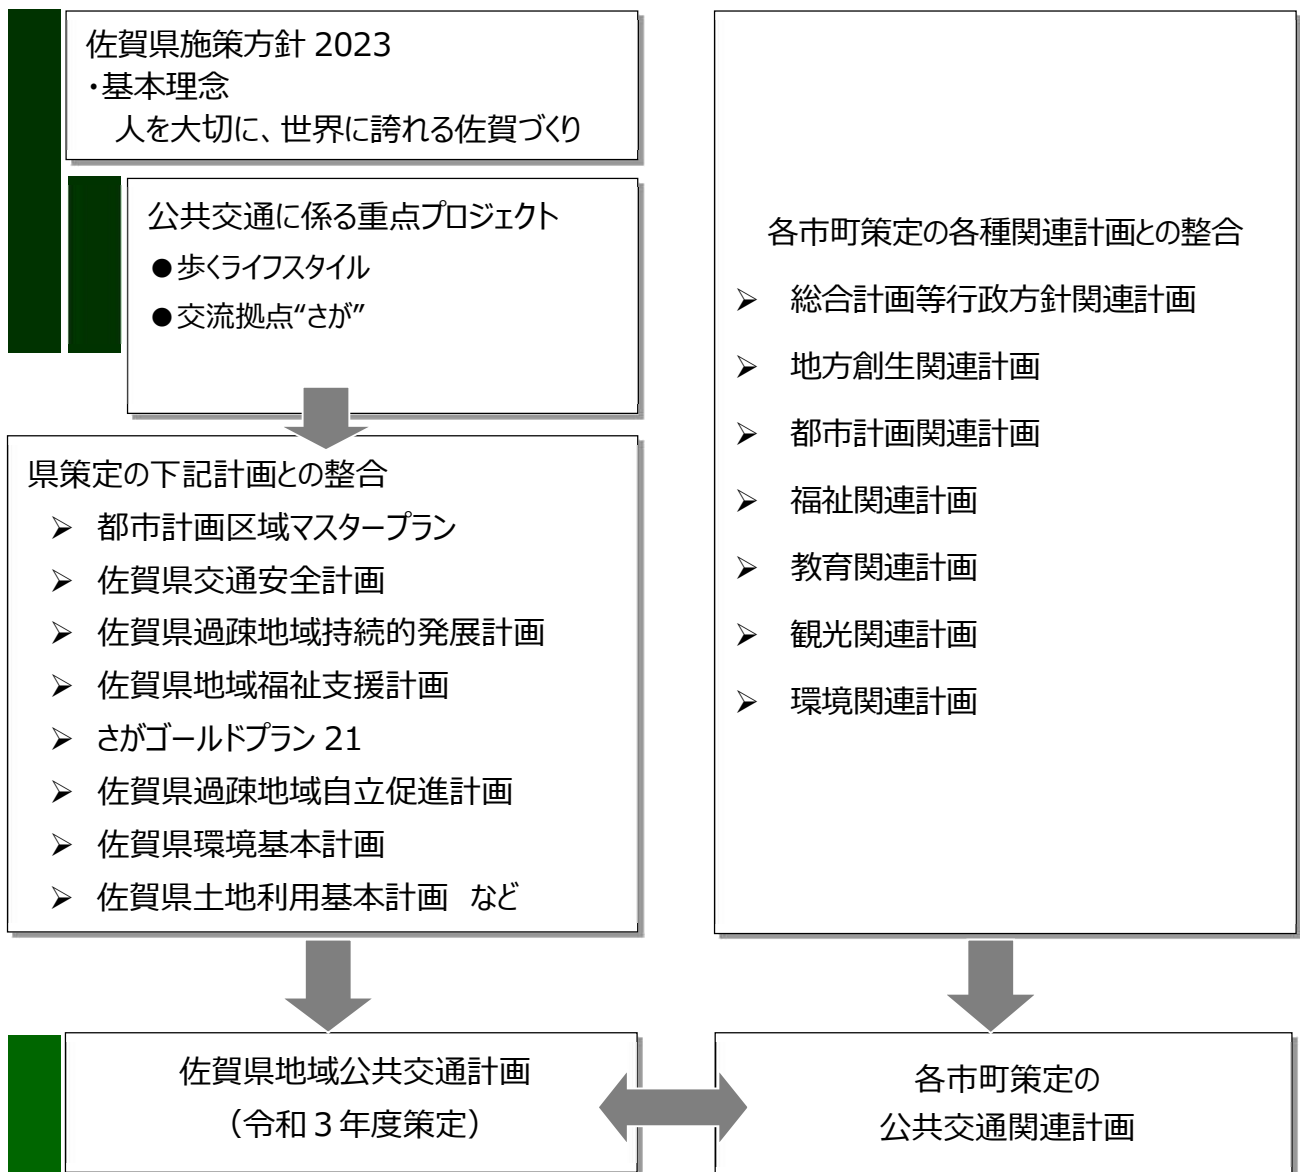 佐賀県施策方針 2023
・基本理念
人を大切に、世界に誇れる佐賀づくり
公共交通に係る重点プロジェクト
●歩くライフスタイル
●交流拠点“さが”
県策定の下記計画との整合
➢ 都市計画区域マスタープラン
➢ 佐賀県交通安全計画
➢ 佐賀県過疎地域持続的発展計画
➢ 佐賀県地域福祉支援計画
➢ さがゴールドプラン 21
➢ 佐賀県過疎地域自立促進計画
➢ 佐賀県環境基本計画
➢ 佐賀県土地利用基本計画 など
佐賀県地域公共交通計画
（令和３年度策定）
各市町策定の各種関連計画との整合
➢ 総合計画等行政方針関連計画
➢ 地方創生関連計画
➢ 都市計画関連計画
➢ 福祉関連計画
➢ 教育関連計画
➢ 観光関連計画
➢ 環境関連計画
各市町策定の
公共交通関連計画